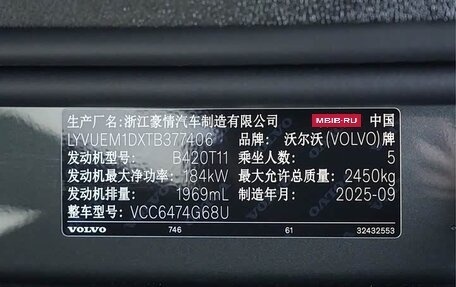 生产厂名: 浙江豪情汽车制造有限公司 MBIB.RU 中国
LYVUEM1DXTB377406 品牌: 沃尔沃(VOLVO)牌
发动机型号: B420T11 乘坐人数: 5
发动机最大净功率: 184kW 最大允许总质量: 2450kg
发动机排量: 1969mL 制造年月: 2025-09
整车型号: VCC6474G68U
VOLVO 746 61 32432553